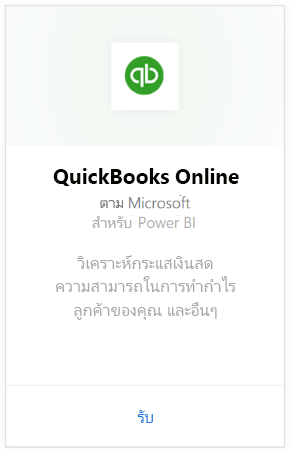 qb
QuickBooks Online
ตาม Microsoft
สำหรับ Power BI
วิเคราะห์กระแสเงินสด
ความสามารถในการทำกำไร
ลูกค้าของคุณ และอื่นๆ
รับ